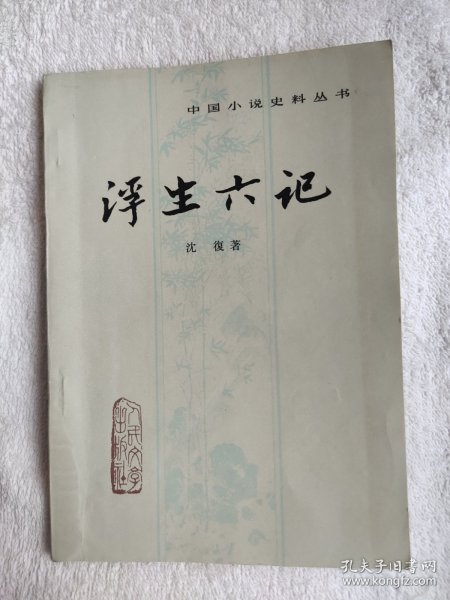 中国小说史料丛书
浮生六记
沈 復著
人民文学
出版社
孔夫子旧书网
www.kongfz.com